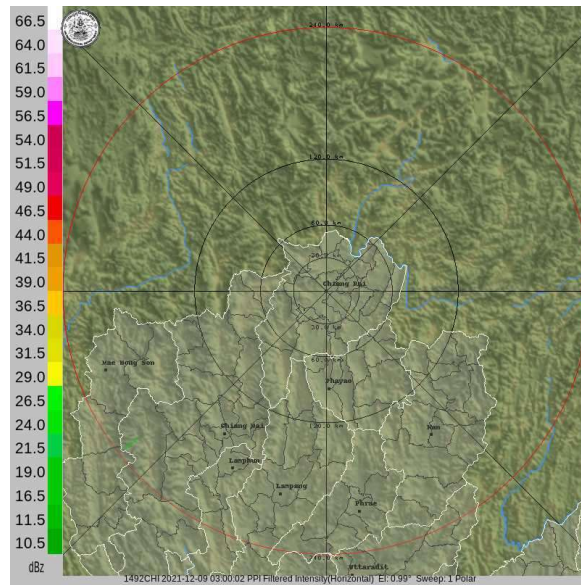 66.5
64.0
61.5
59.0
56.5
54.0
51.5
49.0
46.5
44.0
41.5
39.0
36.5
34.0
31.5
29.0
26.5
24.0
21.5
19.0
16.5
11.5
10.5
dBz
240.0 km
120.0 km
60.0 km
Chiang Rai
Mae Hong Son
Phayao
Chiang Mai
Nan
120.0 km
Lamphun
Lampang
Phrae
Uttaradit
1492CHI 2021-12-09 03:00:02 PPI Filtered Intensity(Horizontal) El: 0.99° Sweep: 1 Polar